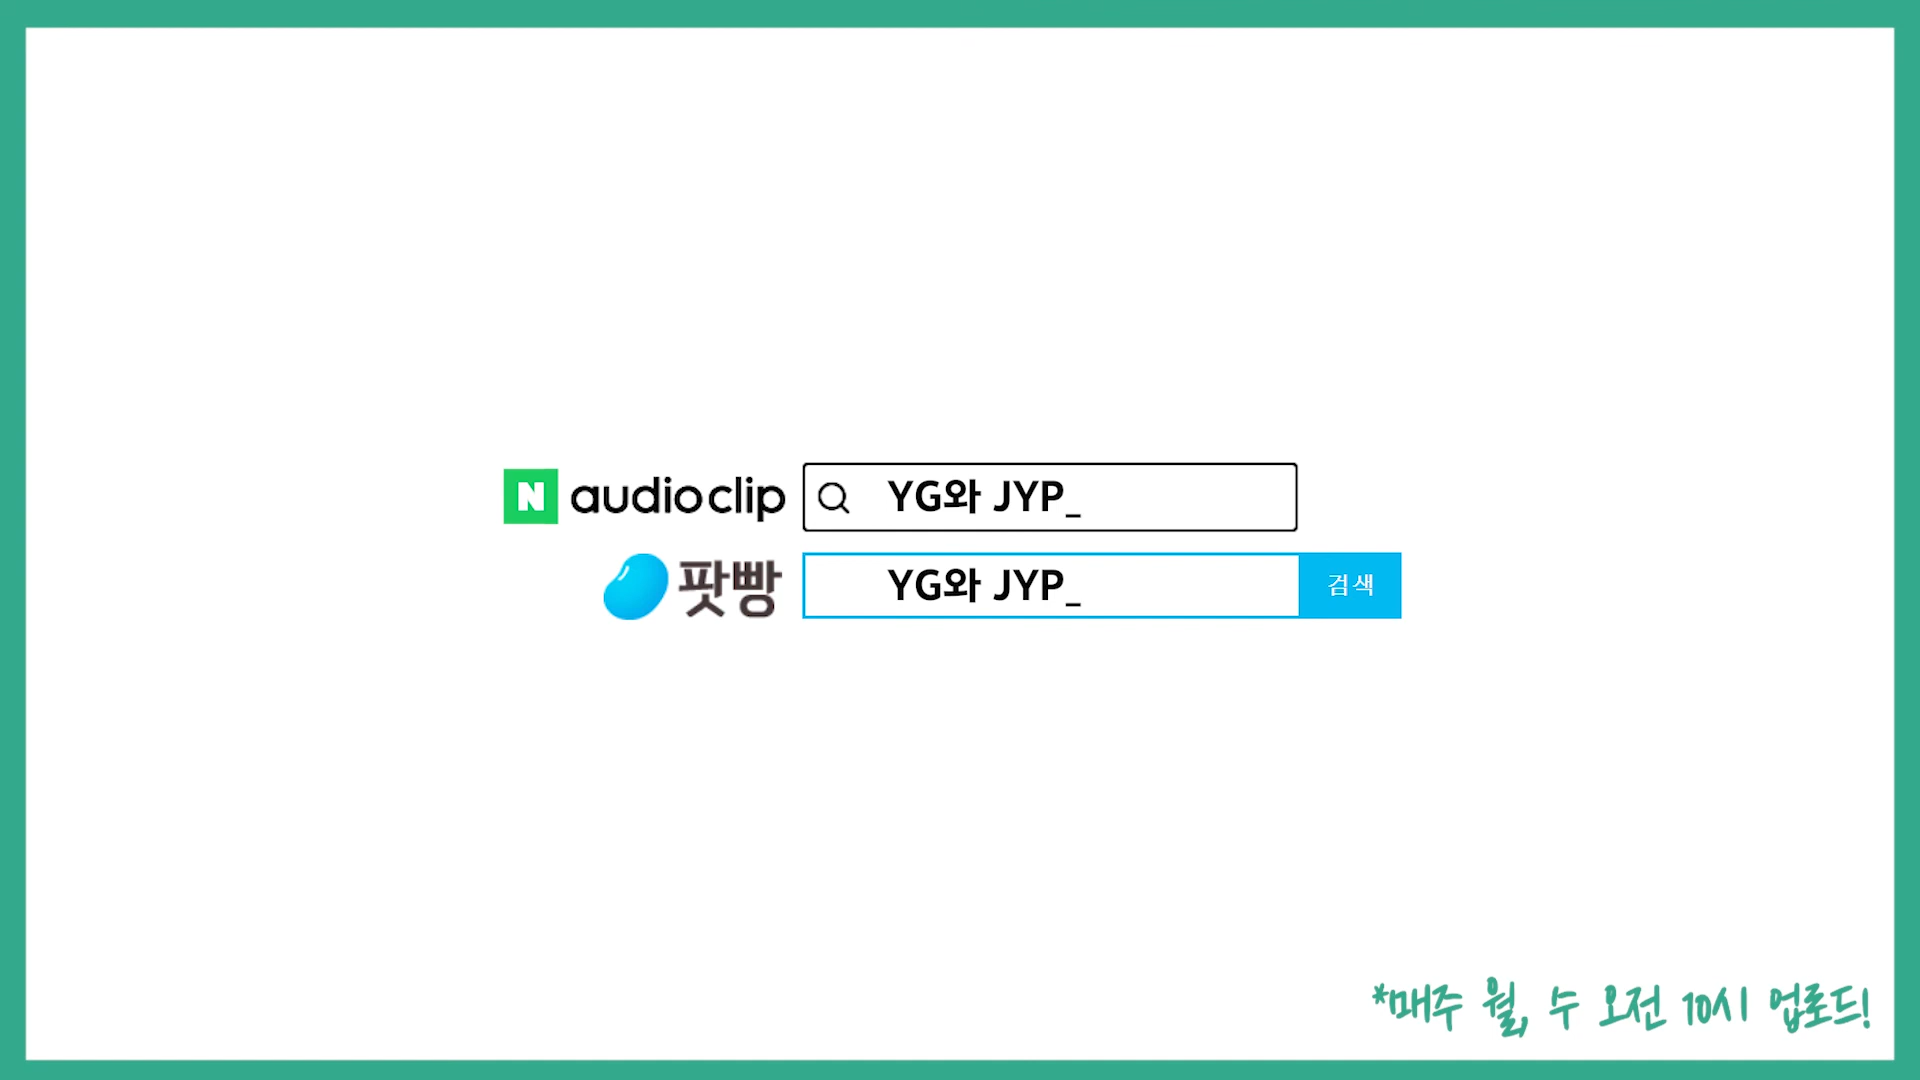 N audioclip YG와 JYP_
팟빵 YG와 JYP_ 검색
*매주 월, 수 오전 10시 업로드!